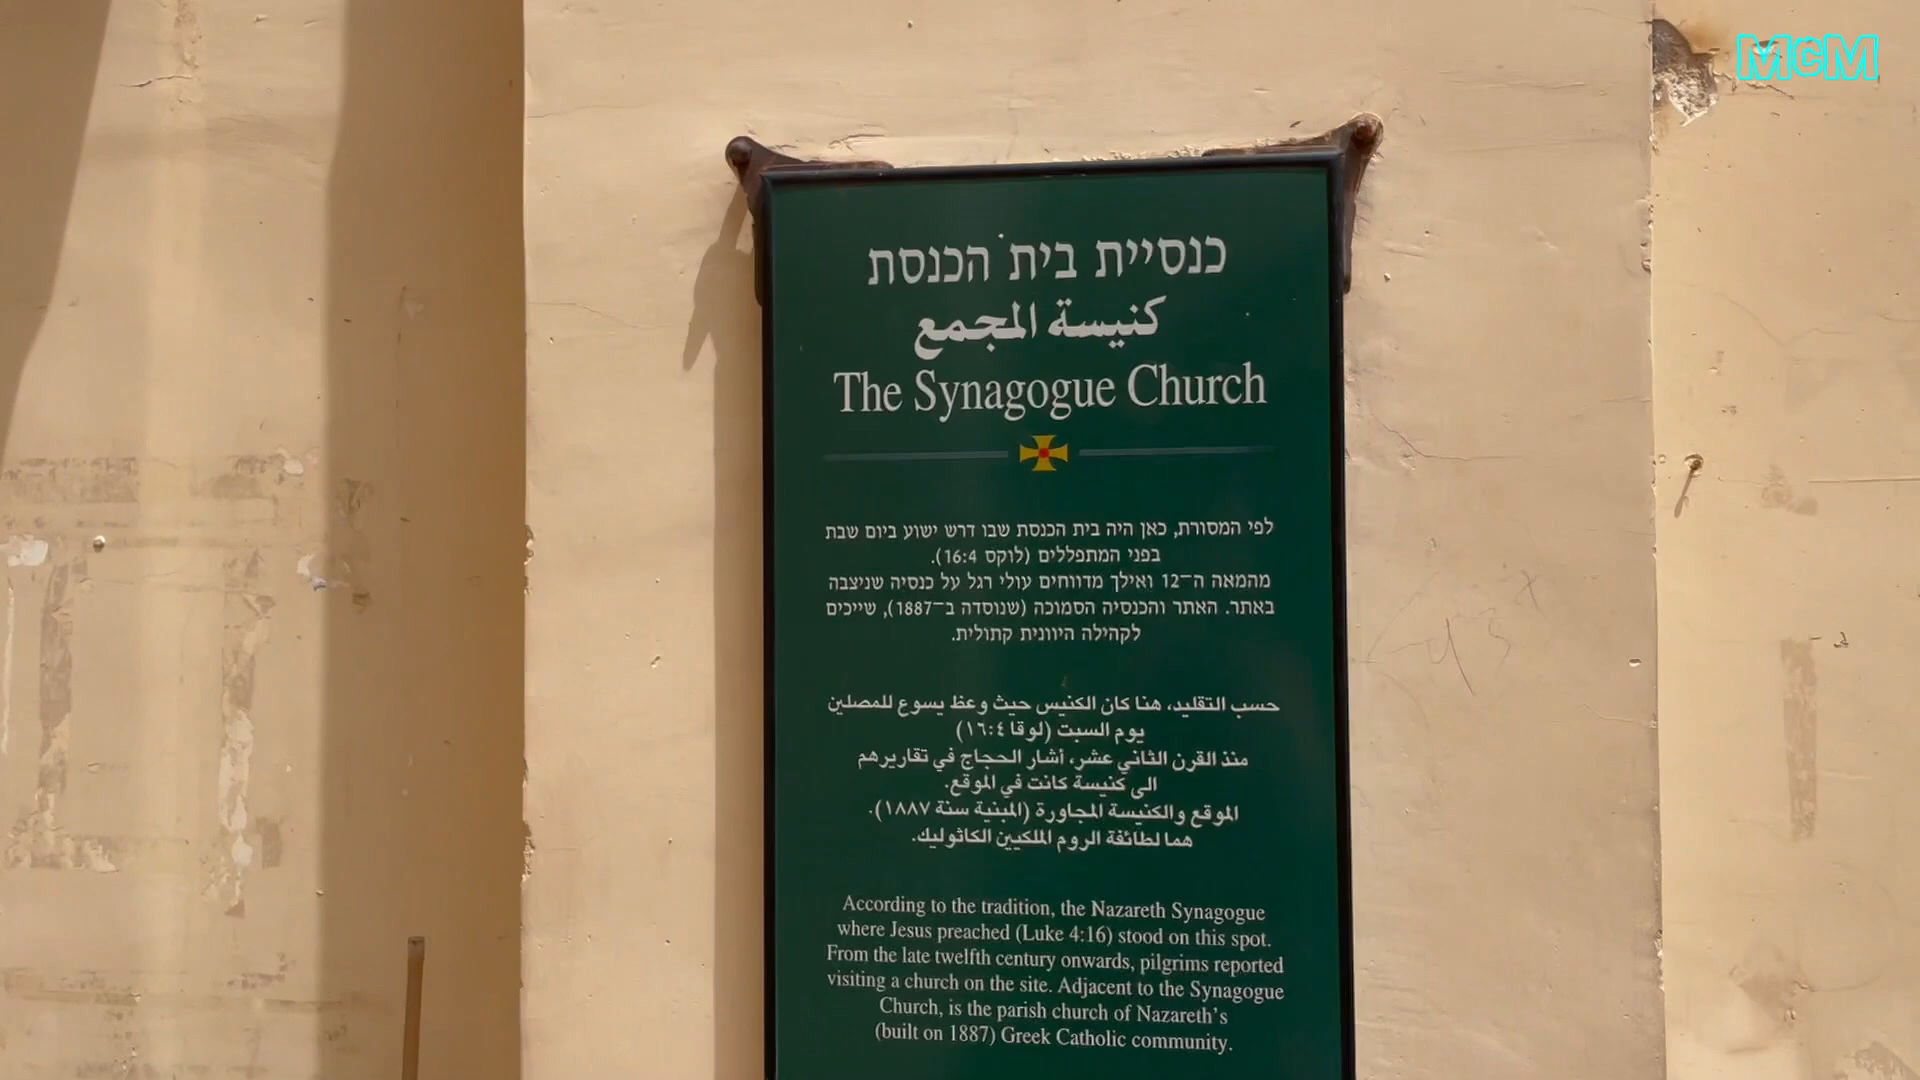 McM
כנסיית בית הכנסת
كنيسة المجمع
The Synagogue Church
לפי המסורת, כאן היה בית הכנסת שבו דרש ישוע ביום שבת
בפני המתפללים (לוקס 16:4).
מהמאה ה-12 ואילך מדווחים עולי רגל על כנסיה שניצבה
באתר. האתר והכנסיה הסמוכה (שנוסדה ב-1887), שייכים
לקהילה היוונית קתולית.
حسب التقليد، هنا كان الكنيس حيث وعظ يسوع للمصلين
يوم السبت (لوقا ١٦:٤)
منذ القرن الثاني عشر، أشار الحجاج في تقاريرهم
الى كنيسة كانت في الموقع.
الموقع والكنيسة المجاورة (المبنية سنة ١٨٨٧).
هما لطائفة الروم الملكيين الكاثوليك.
According to the tradition, the Nazareth Synagogue
where Jesus preached (Luke 4:16) stood on this spot.
From the late twelfth century onwards, pilgrims reported
visiting a church on the site. Adjacent to the Synagogue
Church, is the parish church of Nazareth's
(built on 1887) Greek Catholic community.